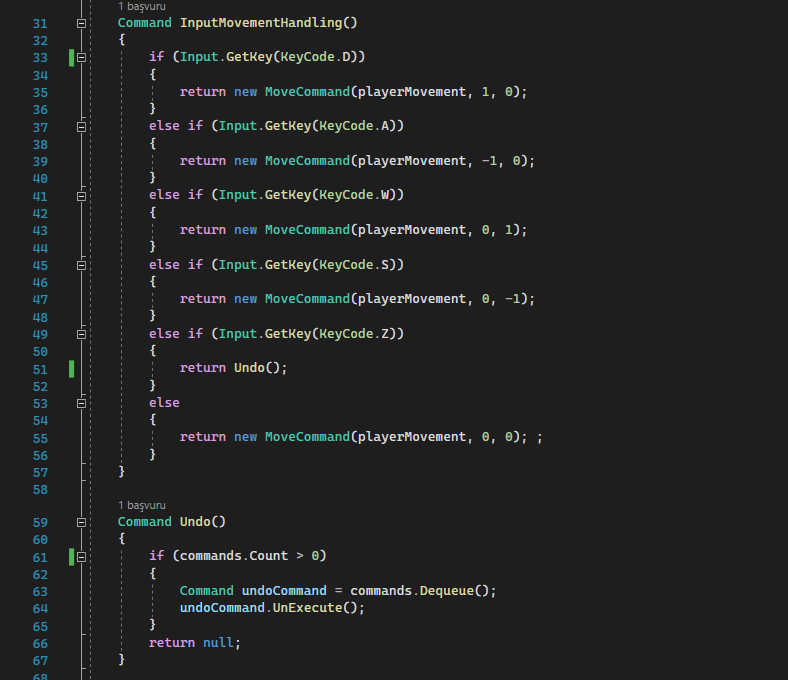 1 başvuru
31 Command InputMovementHandling()
32 {
33 if (Input.GetKey(KeyCode.D))
34 {
35 return new MoveCommand(playerMovement, 1, 0);
36 }
37 else if (Input.GetKey(KeyCode.A))
38 {
39 return new MoveCommand(playerMovement, -1, 0);
40 }
41 else if (Input.GetKey(KeyCode.W))
42 {
43 return new MoveCommand(playerMovement, 0, 1);
44 }
45 else if (Input.GetKey(KeyCode.S))
46 {
47 return new MoveCommand(playerMovement, 0, -1);
48 }
49 else if (Input.GetKey(KeyCode.Z))
50 {
51 return Undo();
52 }
53 else
54 {
55 return new MoveCommand(playerMovement, 0, 0); ;
56 }
57 }
58
1 başvuru
59 Command Undo()
60 {
61 if (commands.Count > 0)
62 {
63 Command undoCommand = commands.Dequeue();
64 undoCommand.UnExecute();
65 }
66 return null;
67 }
68